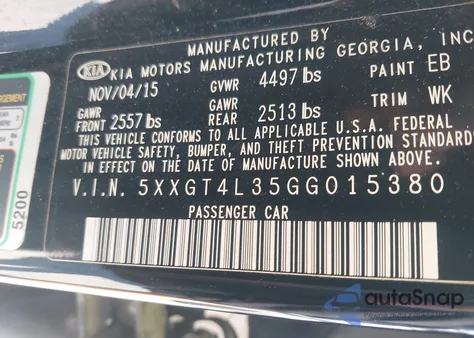 MANUFACTURED BY
KIA KIA MOTORS MANUFACTURING GEORGIA, INC
NOV/04/15 GVWR 4497 lbs PAINT EB
GAWR FRONT 2557 lbs GAWR REAR 2513 lbs TRIM WK
THIS VEHICLE CONFORMS TO ALL U.S.A. FEDERAL
MOTOR VEHICLE SAFETY, BUMPER, AND THEFT PREVENTION
IN EFFECT ON THE DATE OF MANUFACTURE SHOWN ABOVE.
V.I.N. 5XXGT4L35GG015380
PASSENGER CAR
5200
autoSnap